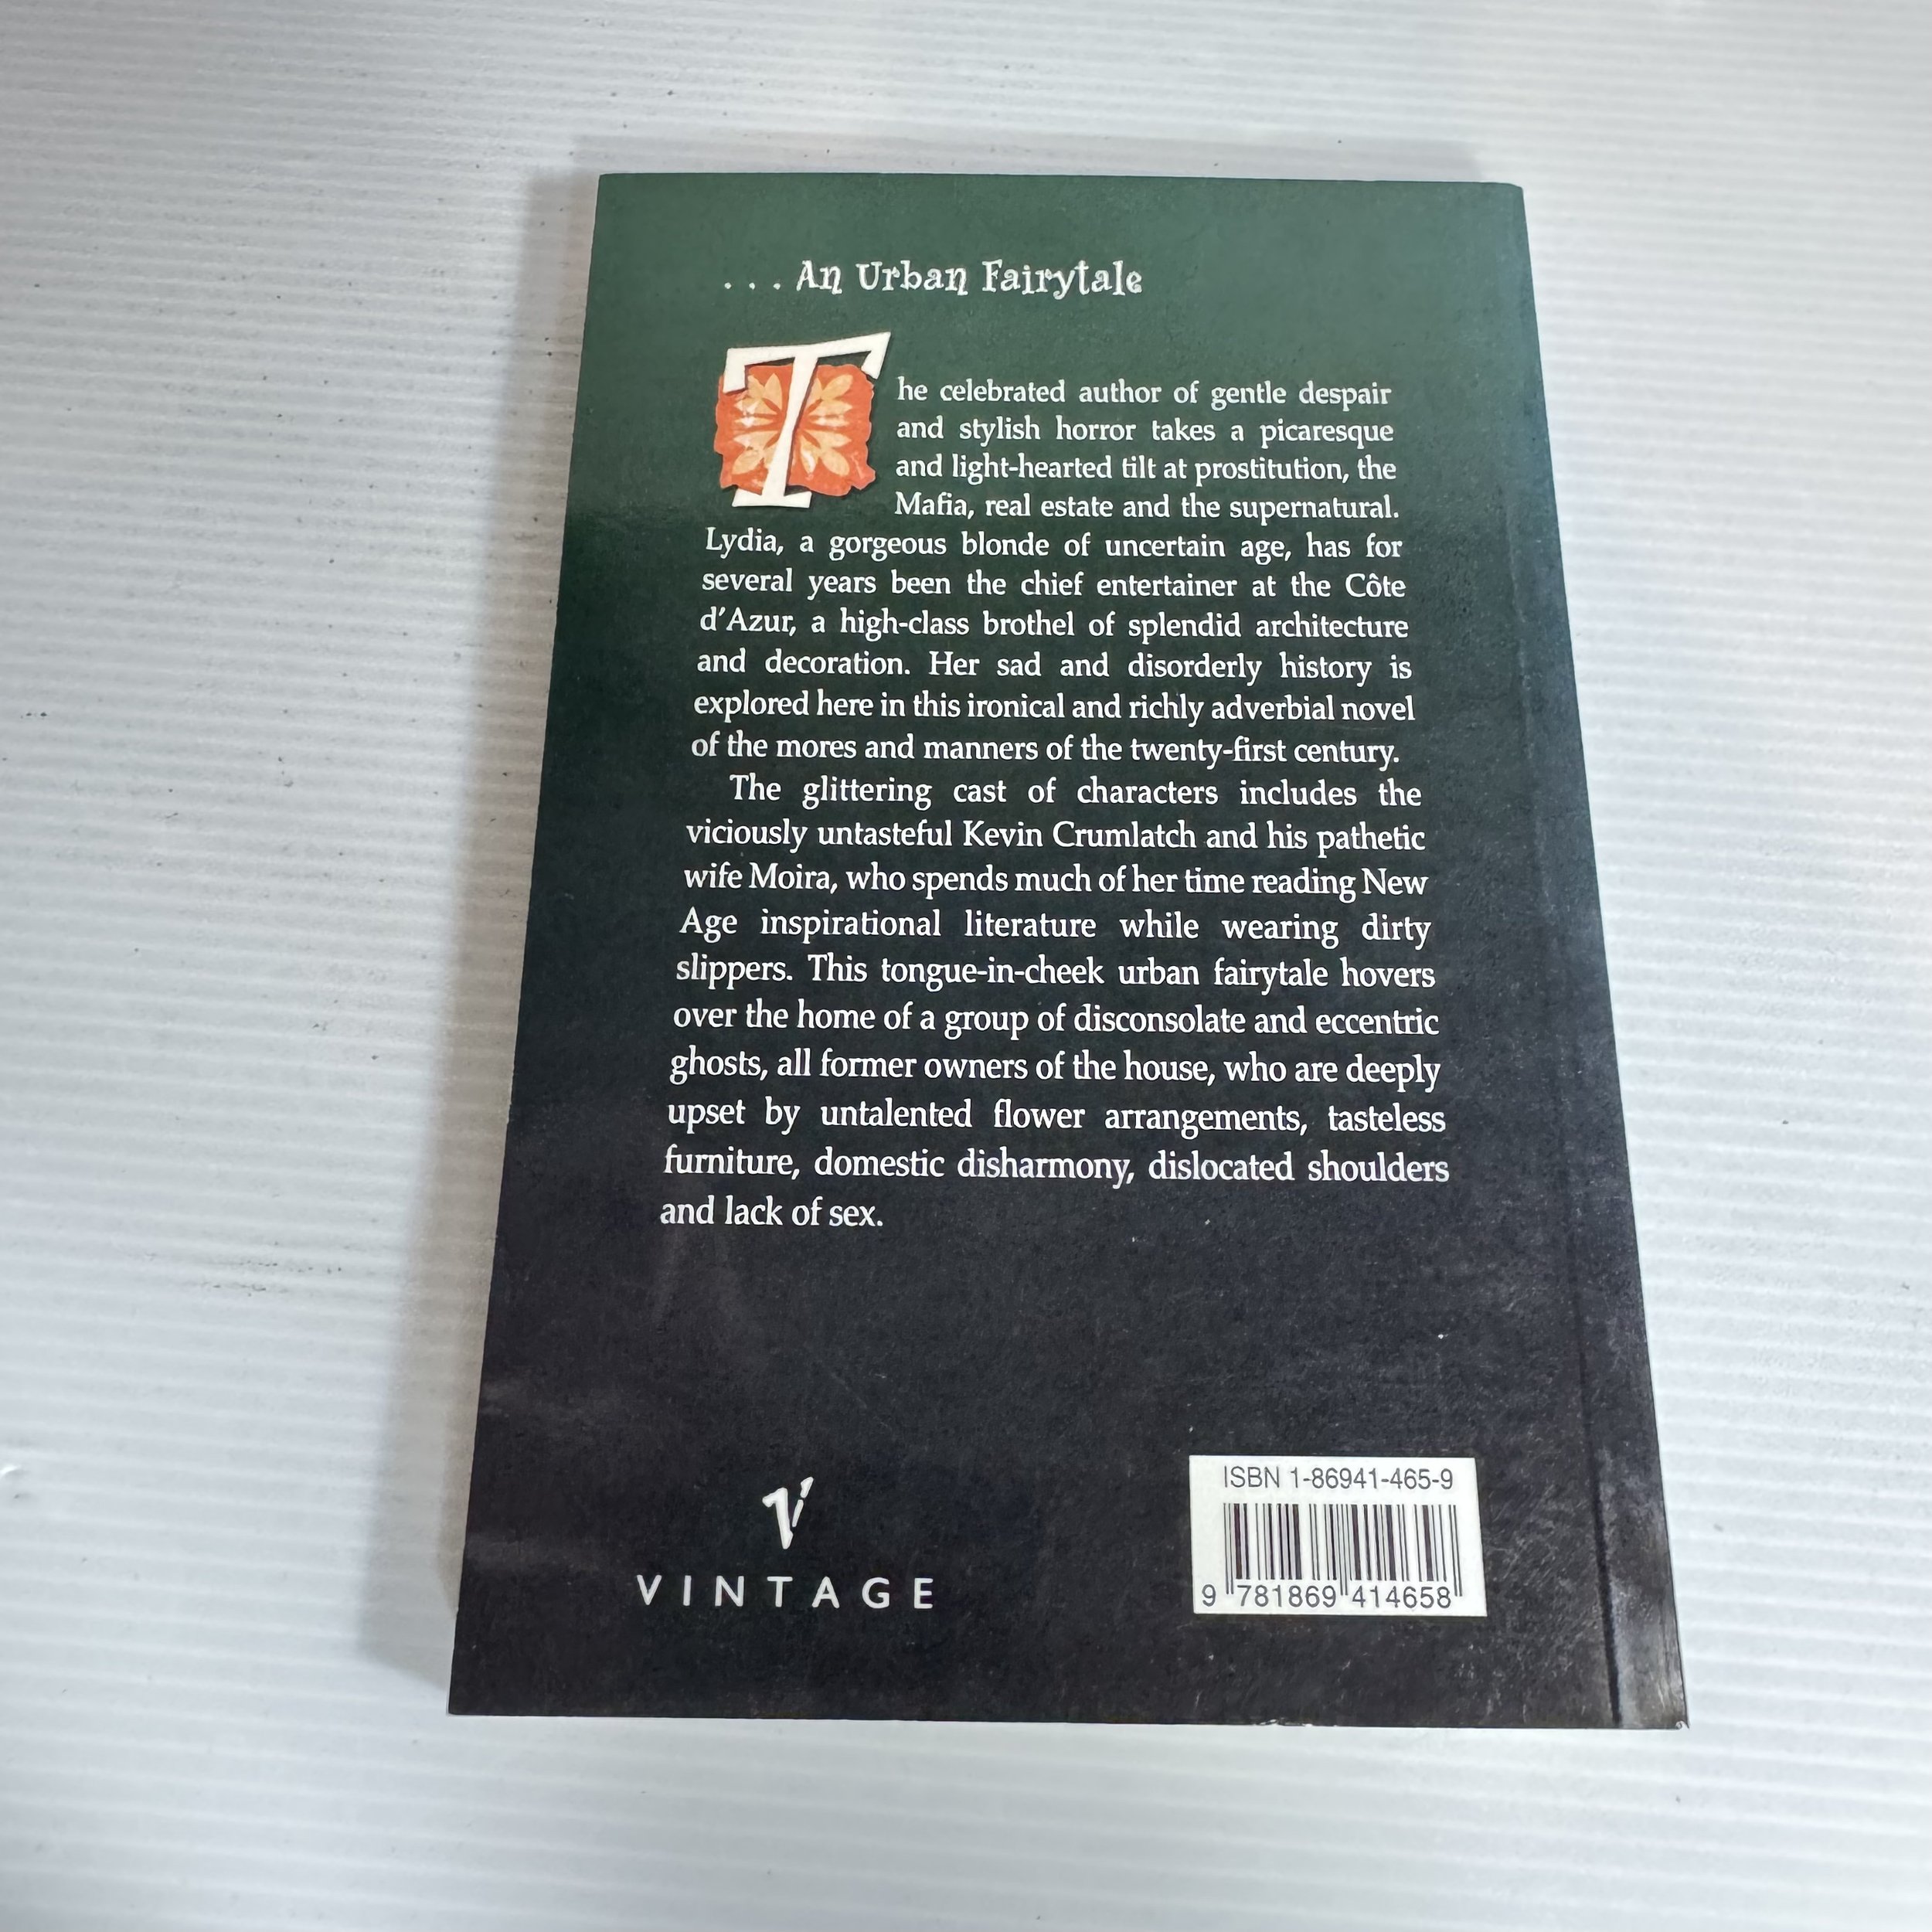 . . . An Urban Fairytale
The celebrated author of gentle despair
and stylish horror takes a picaresque
and light-hearted tilt at prostitution, the
Mafia, real estate and the supernatural.
Lydia, a gorgeous blonde of uncertain age, has for
several years been the chief entertainer at the Côte
d'Azur, a high-class brothel of splendid architecture
and decoration. Her sad and disorderly history is
explored here in this ironical and richly adverbial novel
of the mores and manners of the twenty-first century.
The glittering cast of characters includes the
viciously untasteful Kevin Crumlatch and his pathetic
wife Moira, who spends much of her time reading New
Age inspirational literature while wearing dirty
slippers. This tongue-in-cheek urban fairytale hovers
over the home of a group of disconsolate and eccentric
ghosts, all former owners of the house, who are deeply
upset by untalented flower arrangements, tasteless
furniture, domestic disharmony, dislocated shoulders
and lack of sex.
V
VINTAGE
ISBN 1-86941-465-9
9 781869 414658